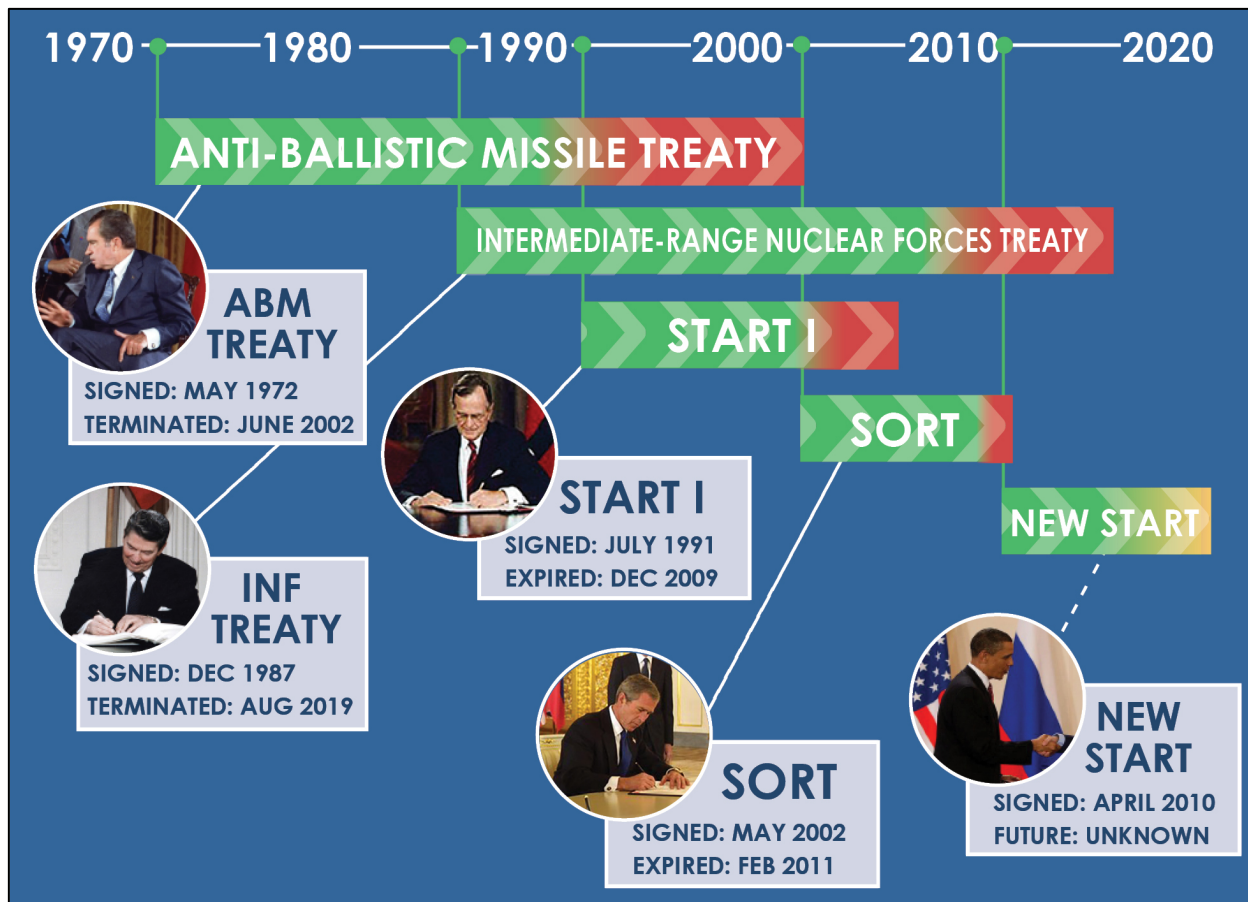 1970 1980 1990 2000 2010 2020
ANTI-BALLISTIC MISSILE TREATY
INTERMEDIATE-RANGE NUCLEAR FORCES TREATY
START I
SORT
NEW START
ABM
TREATY
SIGNED: MAY 1972
TERMINATED: JUNE 2002
INF
TREATY
SIGNED: DEC 1987
TERMINATED: AUG 2019
START I
SIGNED: JULY 1991
EXPIRED: DEC 2009
SORT
SIGNED: MAY 2002
EXPIRED: FEB 2011
NEW
START
SIGNED: APRIL 2010
FUTURE: UNKNOWN